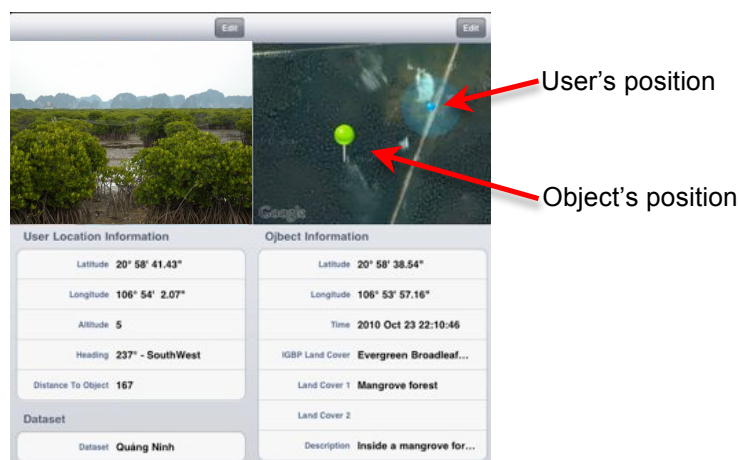 Edit
User Location Information
Latitude 20° 58' 41.43"
Longitude 106° 54' 2.07"
Altitude 5
Heading 237° - SouthWest
Distance To Object 167
Dataset
Dataset Quảng Ninh
Edit
Google
Ojbect Information
Latitude 20° 58' 38.54"
Longitude 106° 53' 57.16"
Time 2010 Oct 23 22:10:46
IGBP Land Cover Evergreen Broadleaf...
Land Cover 1 Mangrove forest
Land Cover 2
Description Inside a mangrove for...
User's position
Object's position